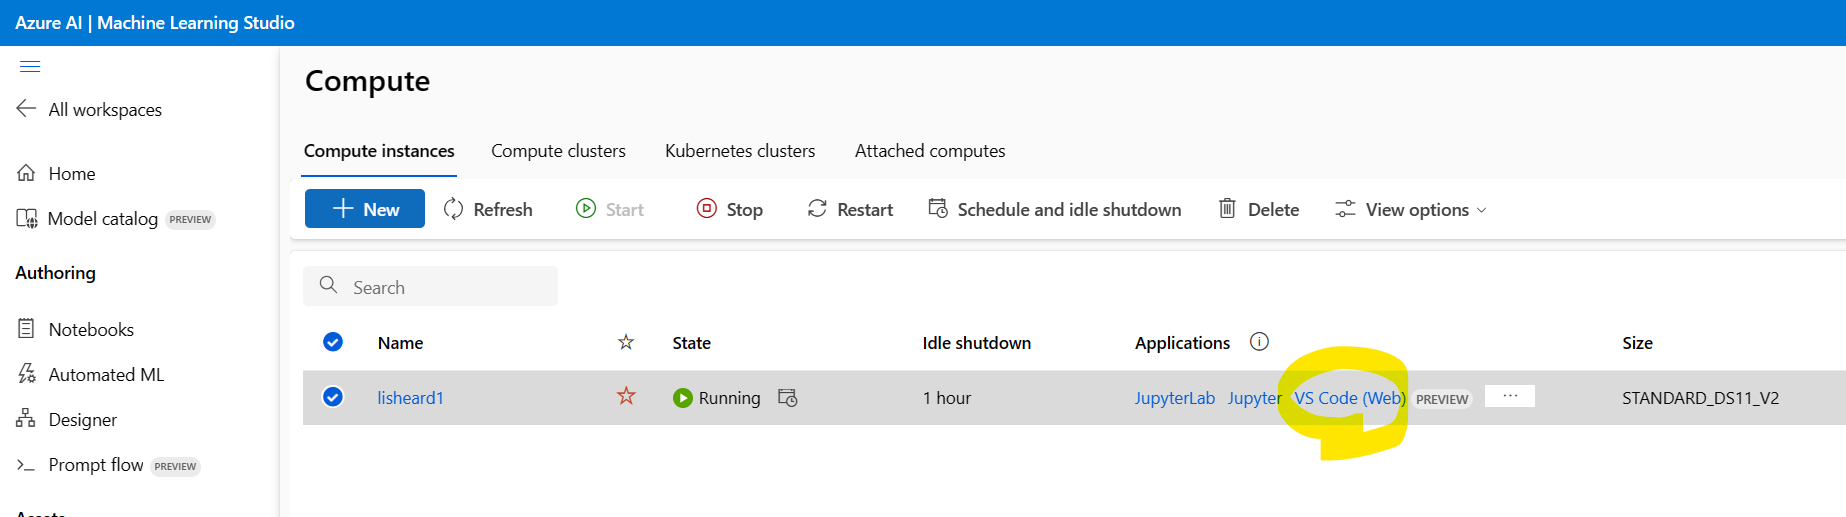 Azure AI | Machine Learning Studio
All workspaces
Home
Model catalog PREVIEW
Authoring
Notebooks
Automated ML
Designer
Prompt flow PREVIEW
Compute
Compute instances Compute clusters Kubernetes clusters Attached computes
New Refresh Start Stop Restart Schedule and idle shutdown Delete View options
Search
Name State Idle shutdown Applications Size
lisheard1 Running 1 hour JupyterLab Jupyter VS Code (Web) PREVIEW ... STANDARD_DS11_V2